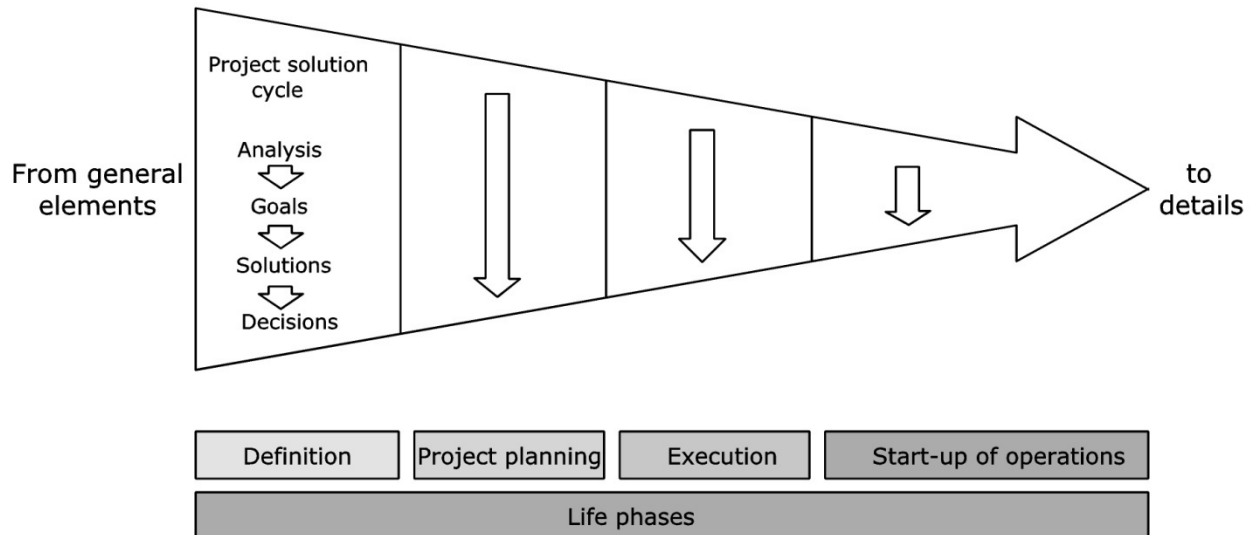 Project solution
cycle
Analysis
Goals
Solutions
Decisions
From general
elements
to
details
Definition
Project planning
Execution
Start-up of operations
Life phases